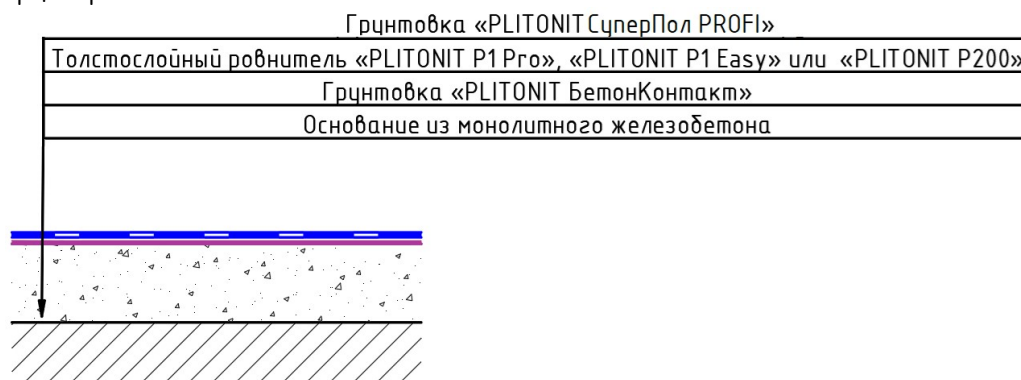 Грунтовка «PLITONIT СуперПол PROFI»
Толстослойный ровнитель «PLITONIT P1 Pro», «PLITONIT P1 Easy» или «PLITONIT P200»
Грунтовка «PLITONIT БетонКонтакт»
Основание из монолитного железобетона